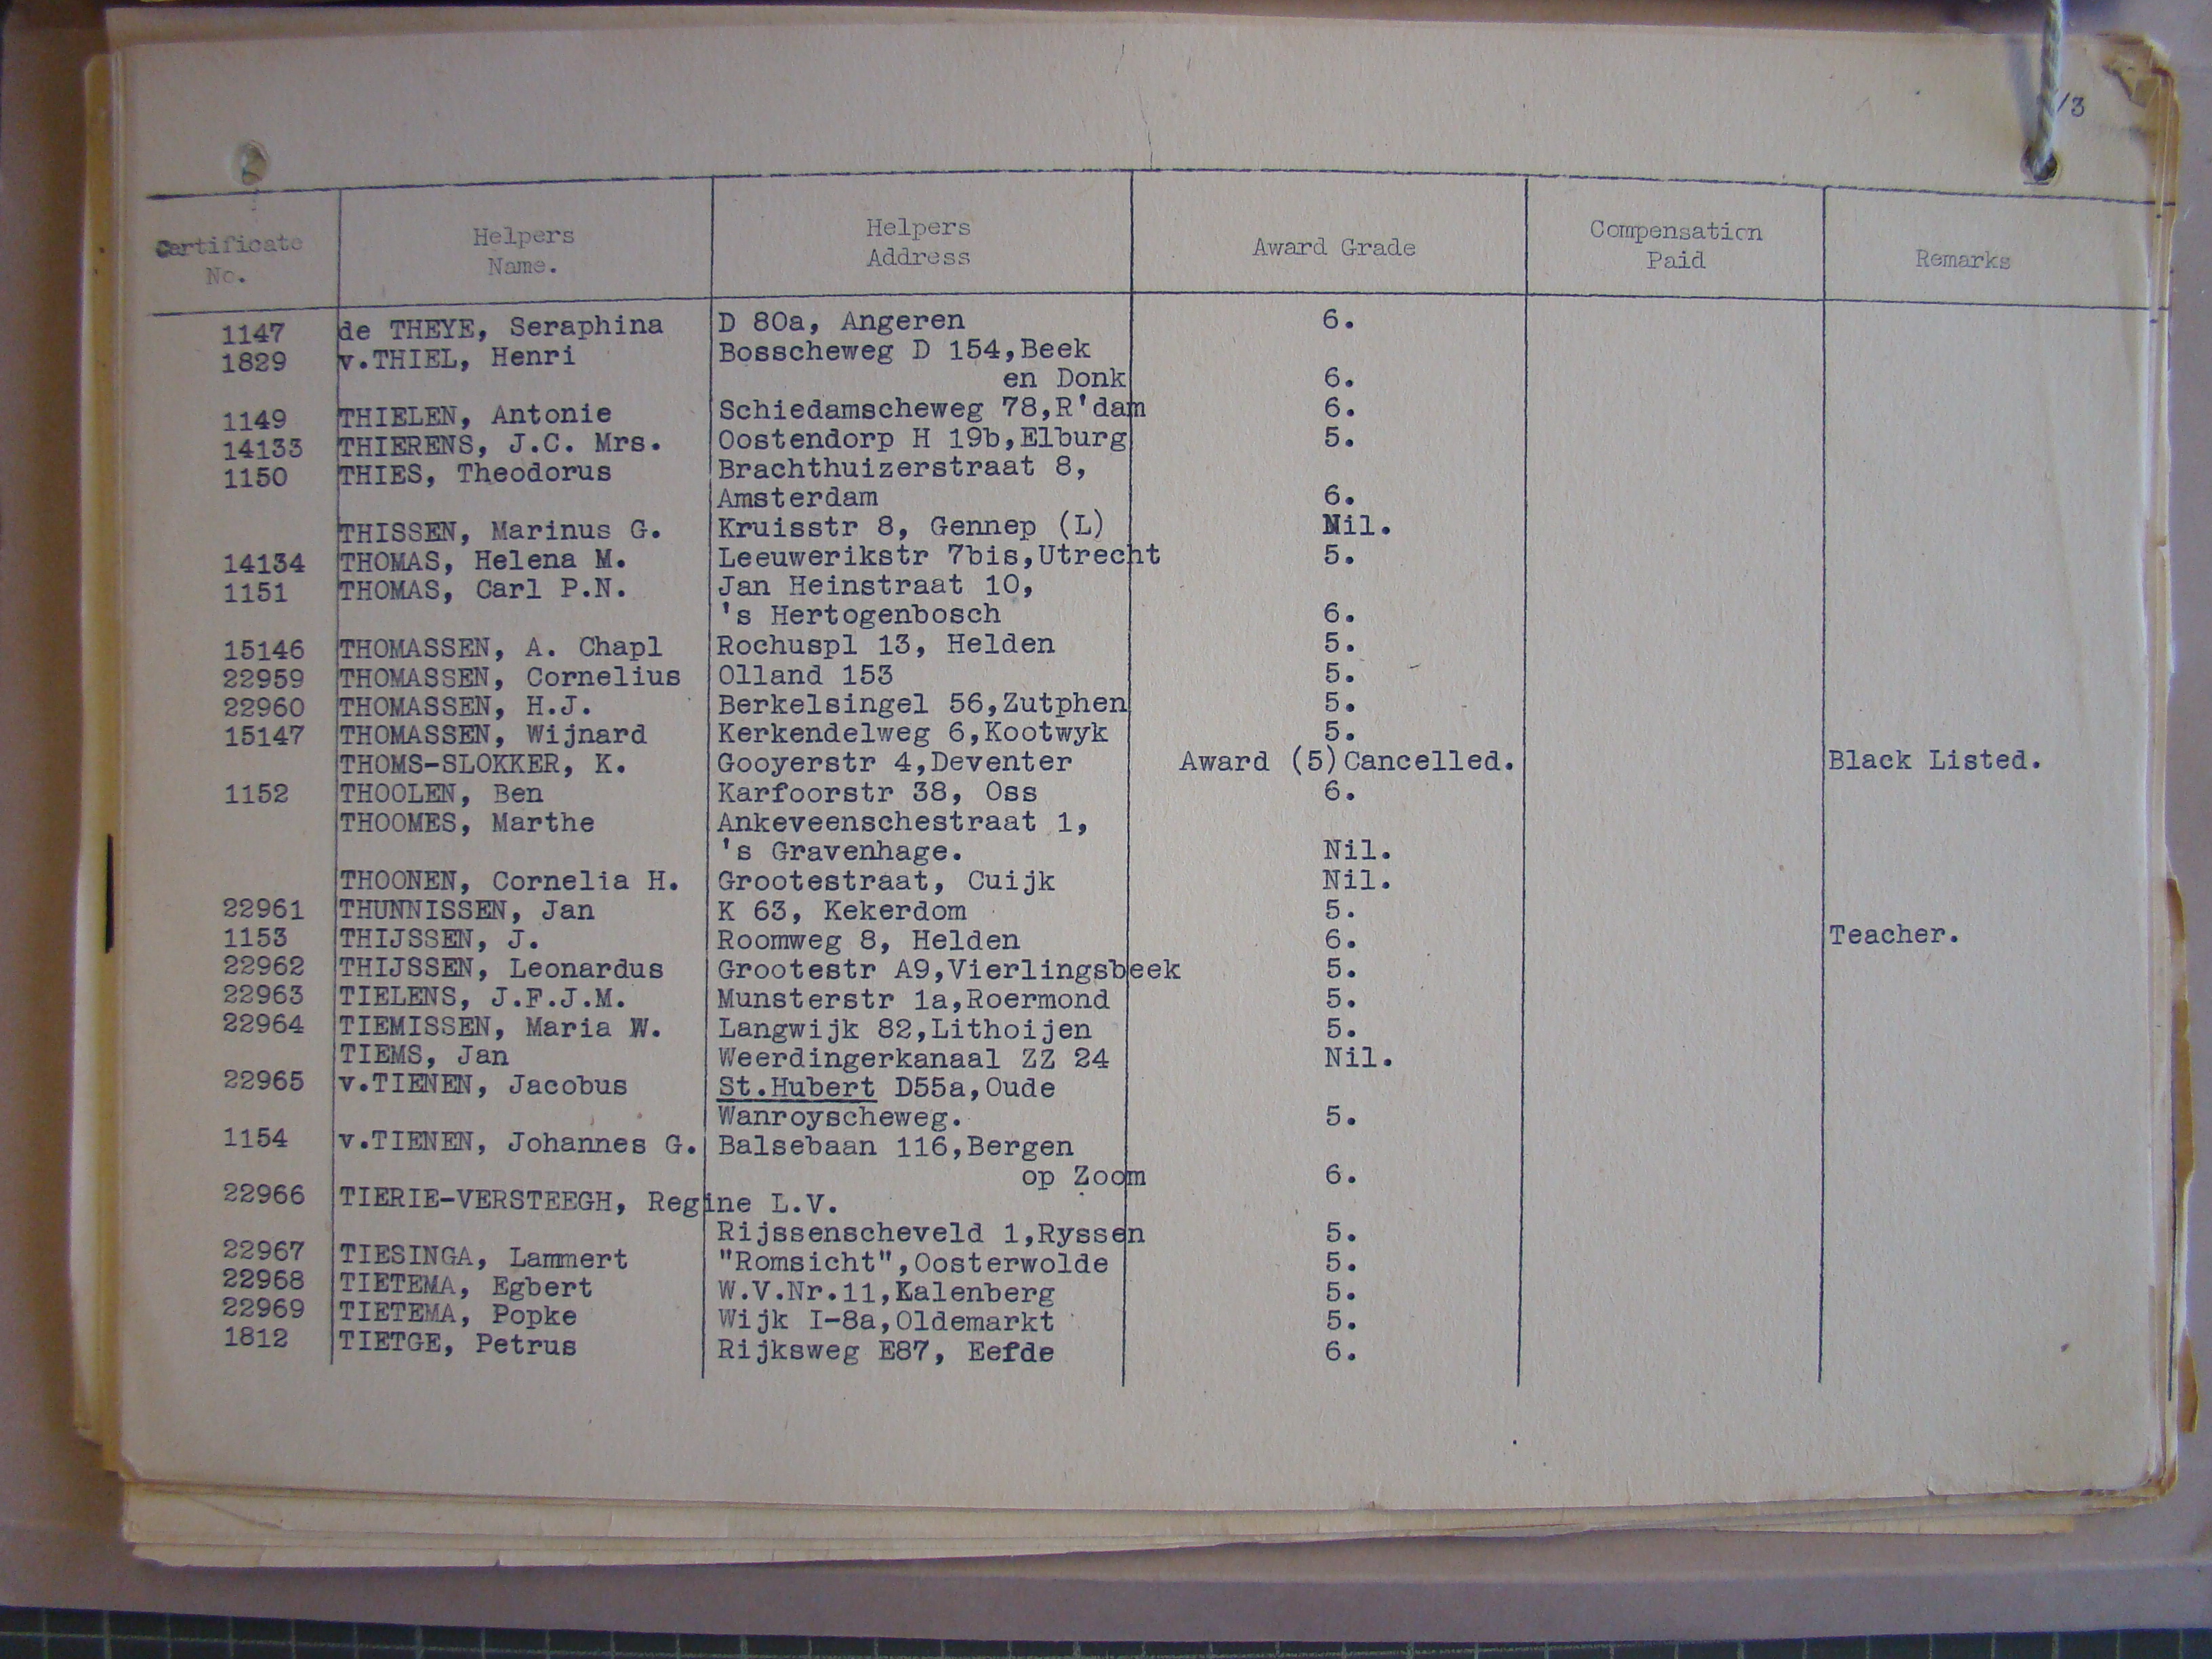 /3
Certificate No. Helpers Name. Helpers Address Award Grade Compensation Paid Remarks
1147 de THEYE, Seraphina D 80a, Angeren 6.
1829 v.THIEL, Henri Bosscheweg D 154,Beek
en Donk 6.
1149 THIELEN, Antonie Schiedamscheweg 78,R'dam 6.
14133 THIERENS, J.C. Mrs. Oostendorp H 19b,Elburg 5.
1150 THIES, Theodorus Brachthuizerstraat 8,
Amsterdam 6.
THISSEN, Marinus G. Kruisstr 8, Gennep (L) Nil.
14134 THOMAS, Helena M. Leeuwerikstr 7bis,Utrecht 5.
1151 THOMAS, Carl P.N. Jan Heinstraat 10,
's Hertogenbosch 6.
15146 THOMASSEN, A. Chapl Rochuspl 13, Helden 5.
22959 THOMASSEN, Cornelius Olland 153 5.
22960 THOMASSEN, H.J. Berkelsingel 56,Zutphen 5.
15147 THOMASSEN, Wijnard Kerkendelweg 6,Kootwyk 5.
THOMS-SLOKKER, K. Gooyerstr 4,Deventer Award (5)Cancelled. Black Listed.
1152 THOOLEN, Ben Karfoorstr 38, Oss 6.
THOOMES, Marthe Ankeveenschestraat 1,
's Gravenhage. Nil.
THOONEN, Cornelia H. Grootestraat, Cuijk Nil.
22961 THUNNISSEN, Jan K 63, Kekerdom 5.
1153 THIJSSEN, J. Roomweg 8, Helden 6. Teacher.
22962 THIJSSEN, Leonardus Grootestr A9,Vierlingsbeek 5.
22963 TIELENS, J.F.J.M. Munsterstr 1a,Roermond 5.
22964 TIEMISSEN, Maria W. Langwijk 82,Lithoijen 5.
TIEMS, Jan Weerdingerkanaal ZZ 24 Nil.
22965 v.TIENEN, Jacobus St.Hubert D55a,Oude
Wanroyscheweg. 5.
1154 v.TIENEN, Johannes G. Balsebaan 116,Bergen
op Zoom 6.
22966 TIERIE-VERSTEEGH, Regine L.V.
Rijssenscheveld 1,Ryssen 5.
22967 TIESINGA, Lammert "Romsicht",Oosterwolde 5.
22968 TIETEMA, Egbert W.V.Nr.11,Kalenberg 5.
22969 TIETEMA, Popke Wijk I-8a,Oldemarkt 5.
1812 TIETGE, Petrus Rijksweg E87, Eefde 6.